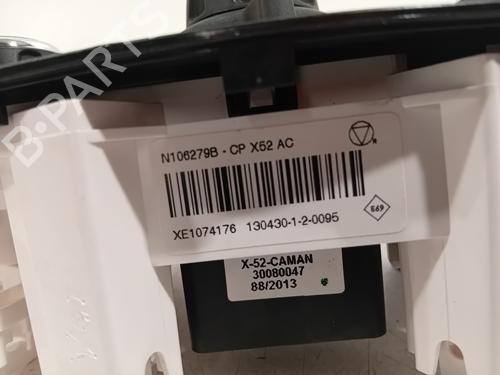 B-PARTS
N106279B - CP X52 AC
R
XE1074176 130430-1-2-0095
E69
X-52-CAMAN
30080047
88/2013